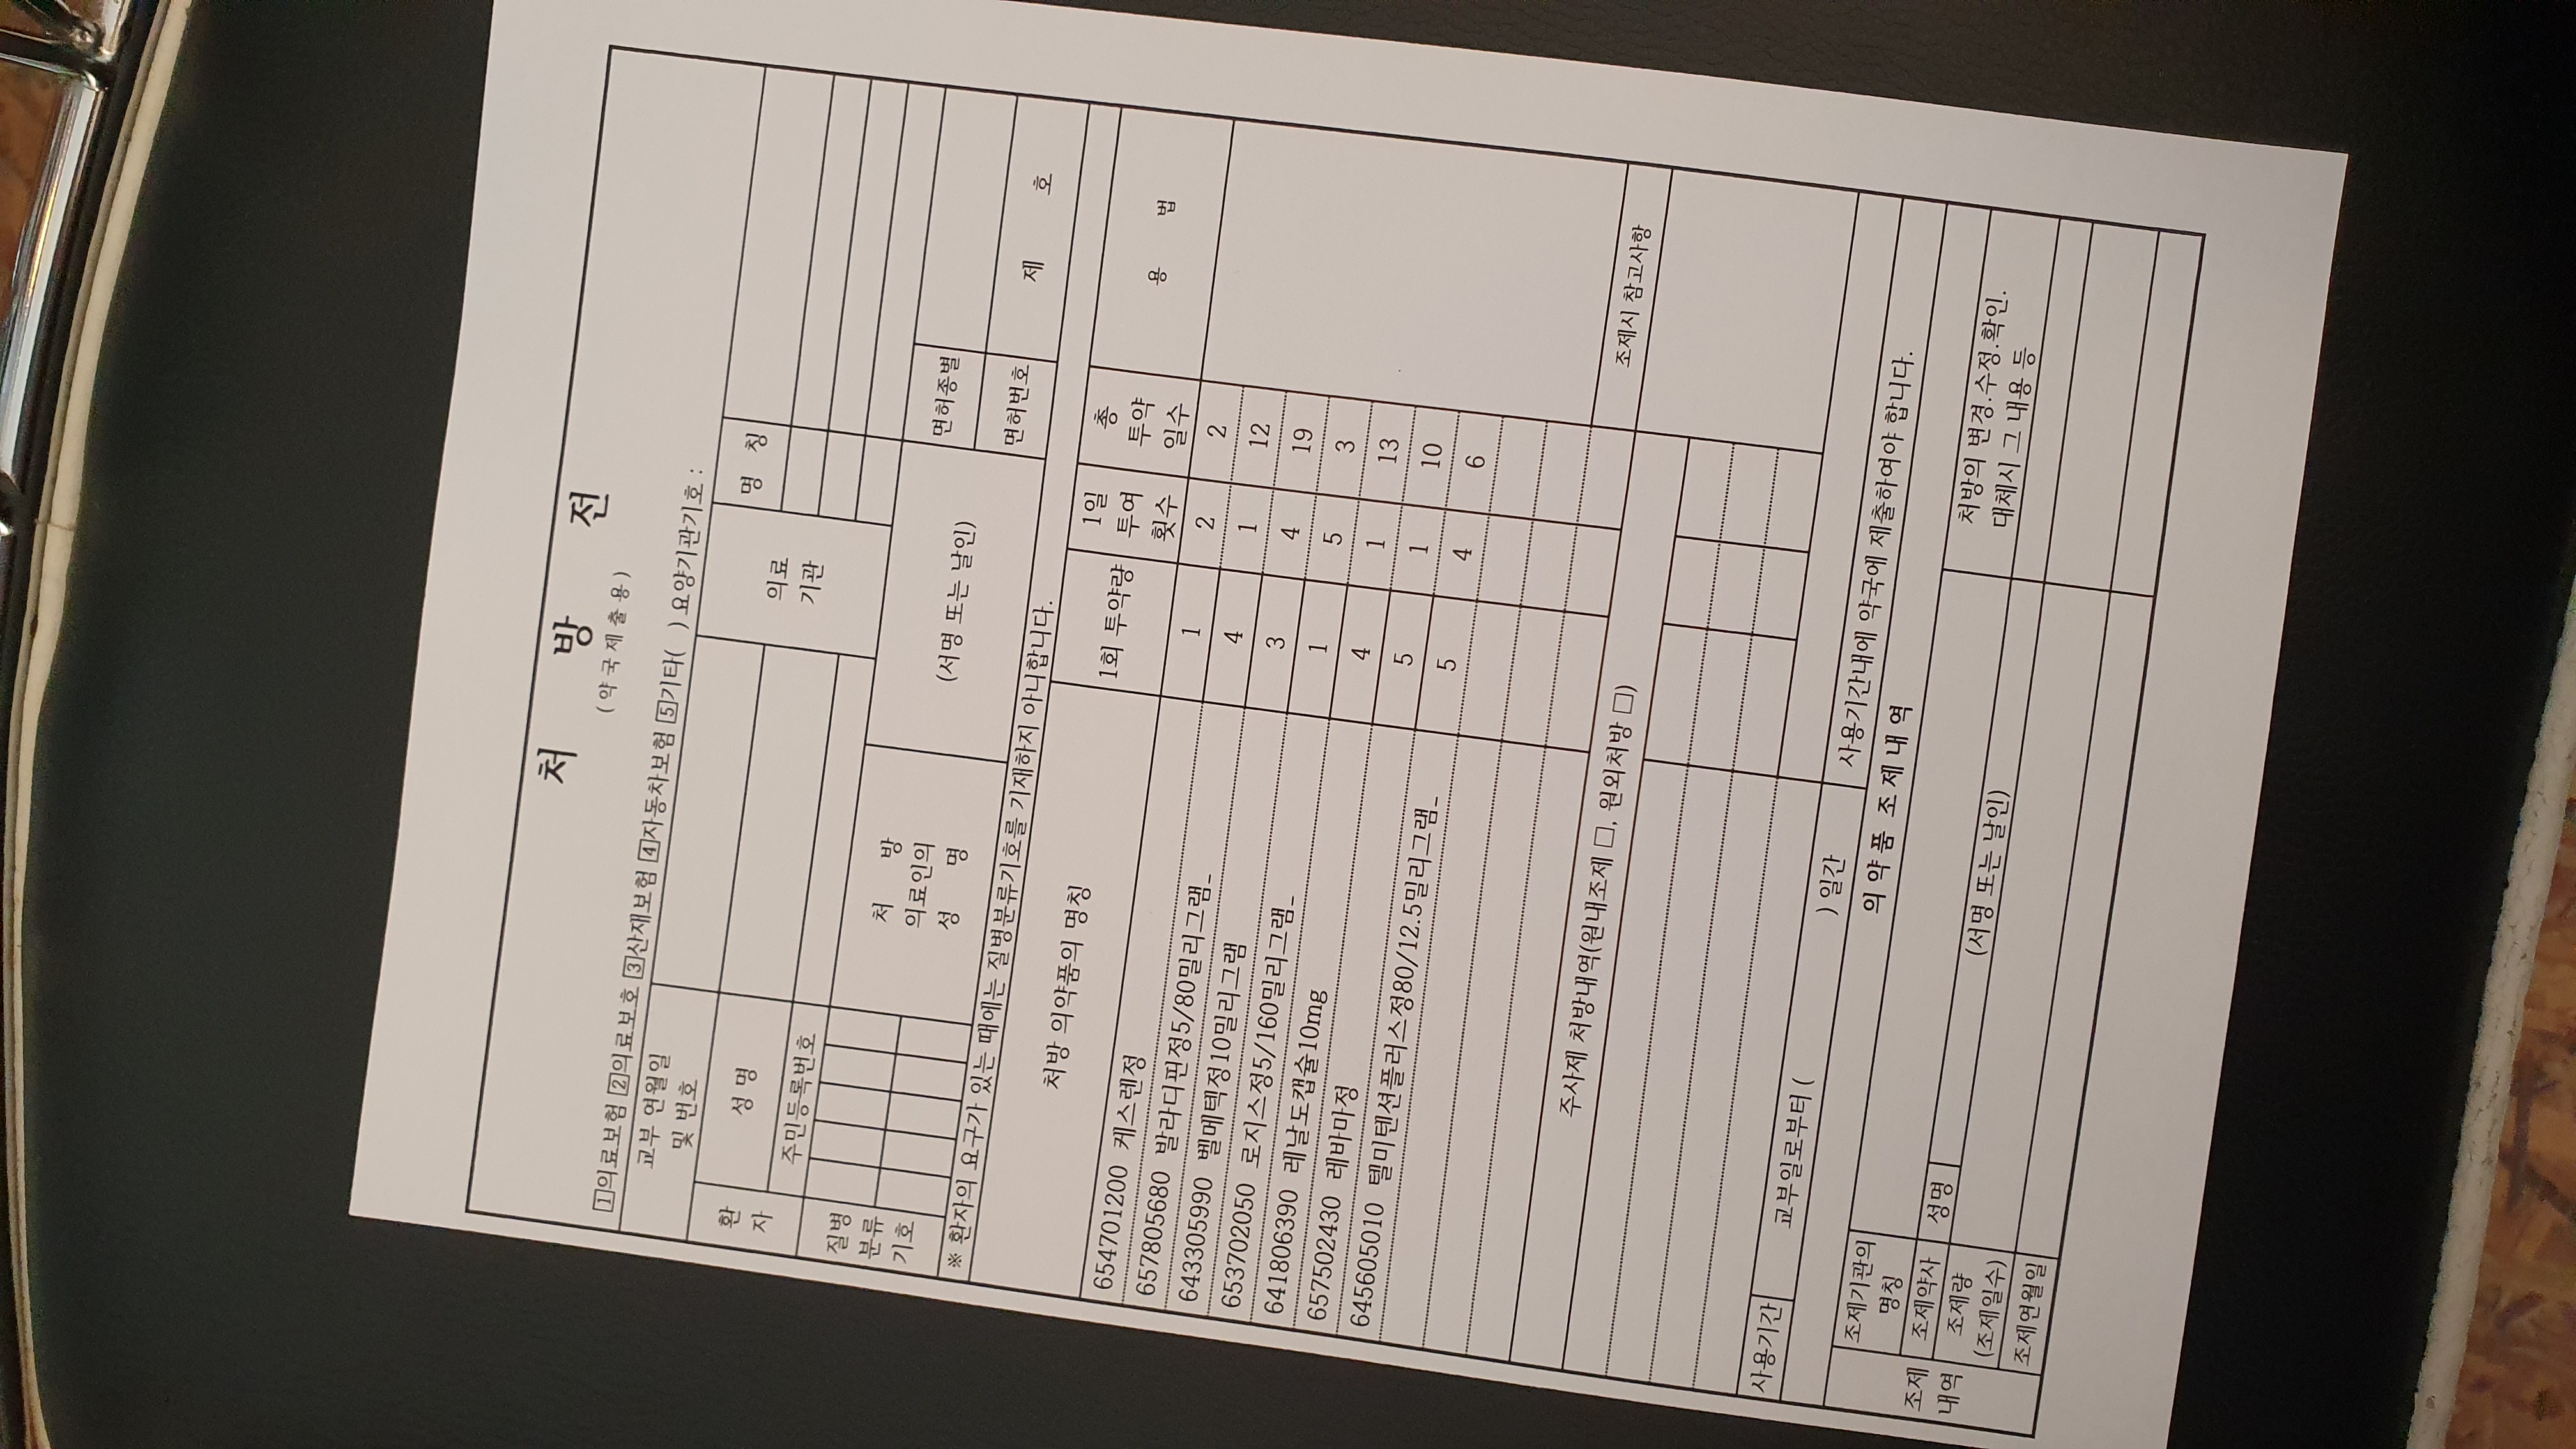 처 방 전
(약국제출용)
1의료보험 2의료보호 3산재보험 4자동차보험 5기타( ) 요양기관기호 :
교부 연월일
및 번호
환
자
성 명
주민등록번호
의료
기관
명 칭
질병
분류
기호
처 방
의료인의
성 명
(서명 또는 날인)
면허종별
면허번호
제 호
※ 환자의 요구가 있는 때에는 질병분류기호를 기재하지 아니합니다.
처방 의약품의 명칭
1회 투약량
1일
투여
횟수
총
투약
일수
용 법
654701200 케스렌정 1 2 2
657805680 발라디핀정5/80밀리그램_ 4 1 12
643305990 벨메텍정10밀리그램 3 4 19
653702050 로지스정5/160밀리그램_ 1 5 3
641806390 레날도캡슐10mg 4 1 13
657502430 레바마정 5 1 10
645605010 텔미텐션플러스정80/12.5밀리그램_ 5 4 6
주사제 처방내역(원내조제 □, 원외처방 □)
조제시 참고사항
사용기간
교부일로부터 ( ) 일간
사용기간내에 약국에 제출하여야 합니다.
의 약 품 조 제 내 역
조제
내역
조제기관의
명칭
조제약사
성명
(서명 또는 날인)
조제량
(조제일수)
조제연월일
처방의 변경.수정.확인.
대체시 그 내용 등